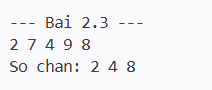 --- Bai 2.3 ---
2 7 4 9 8
So chan: 2 4 8